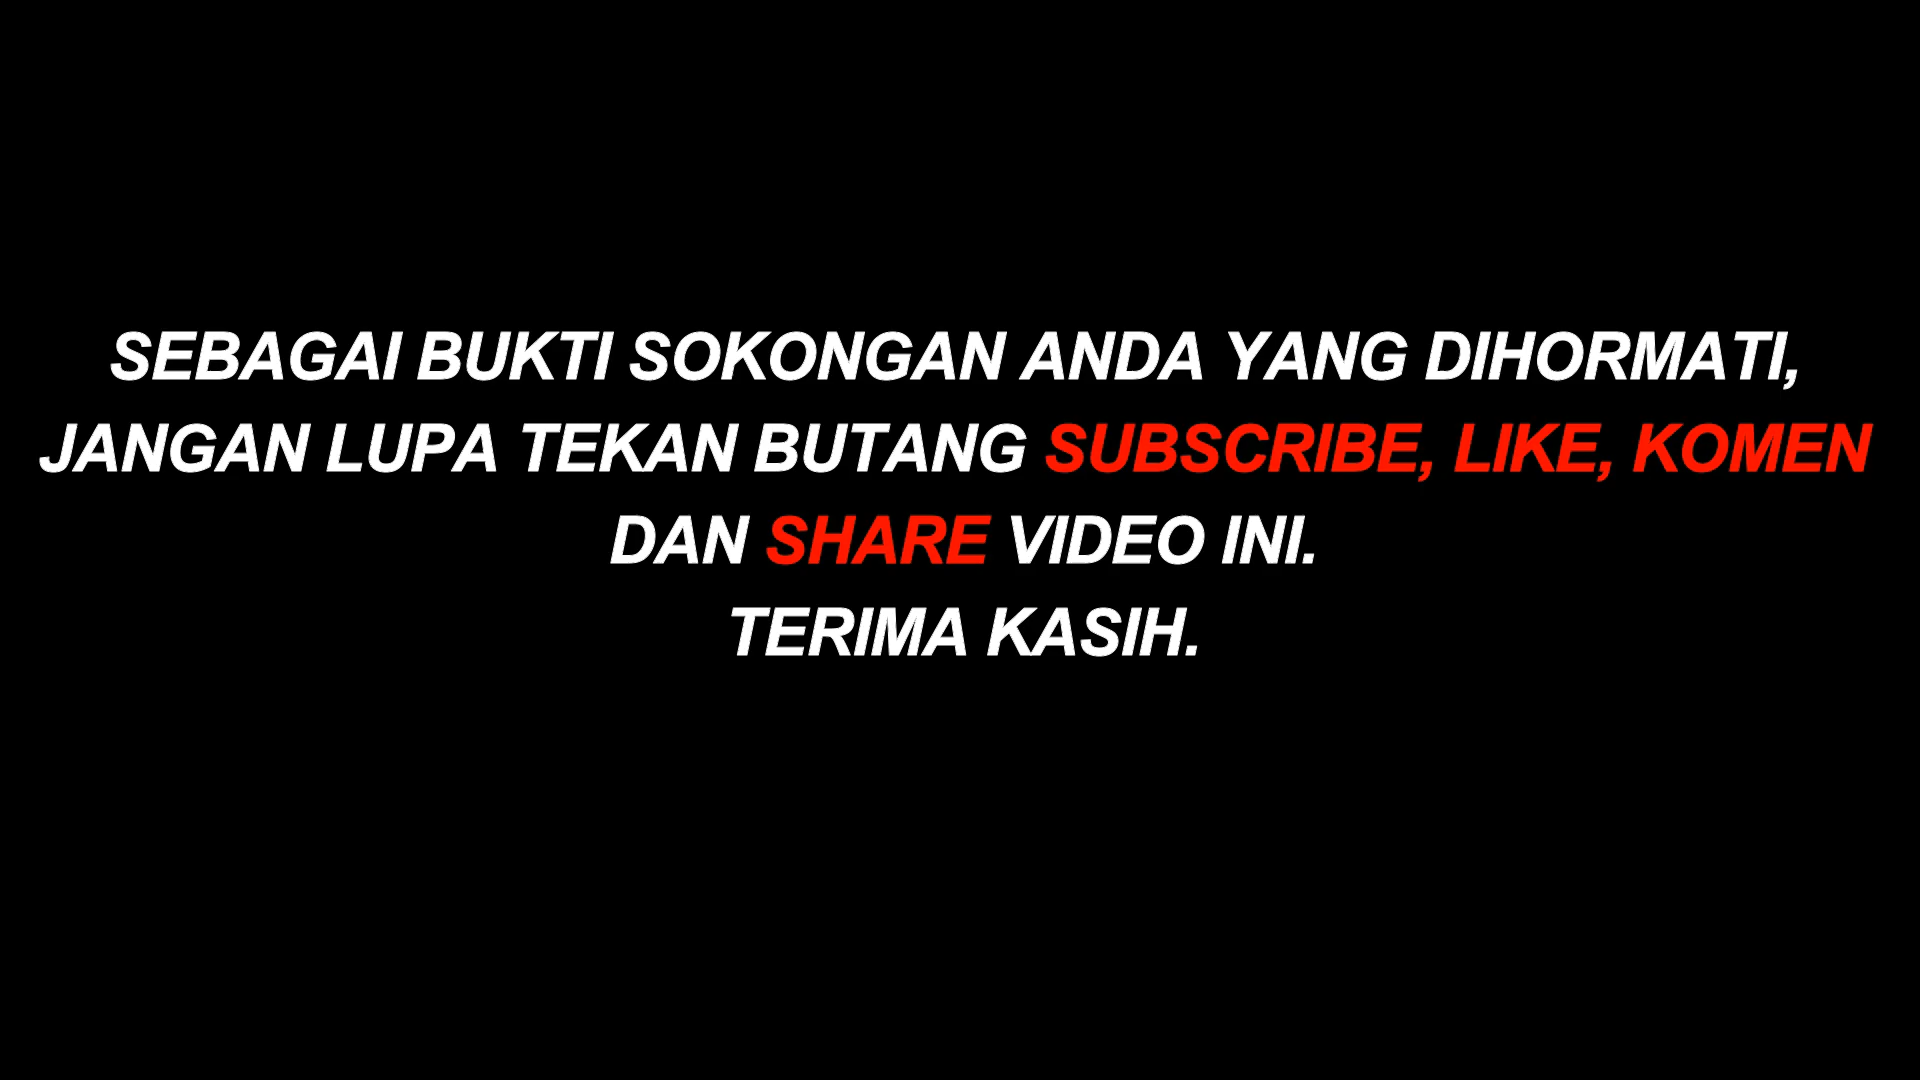 SEBAGAI BUKTI SOKONGAN ANDA YANG DIHORMATI,
JANGAN LUPA TEKAN BUTANG SUBSCRIBE, LIKE, KOMEN
DAN SHARE VIDEO INI.
TERIMA KASIH.